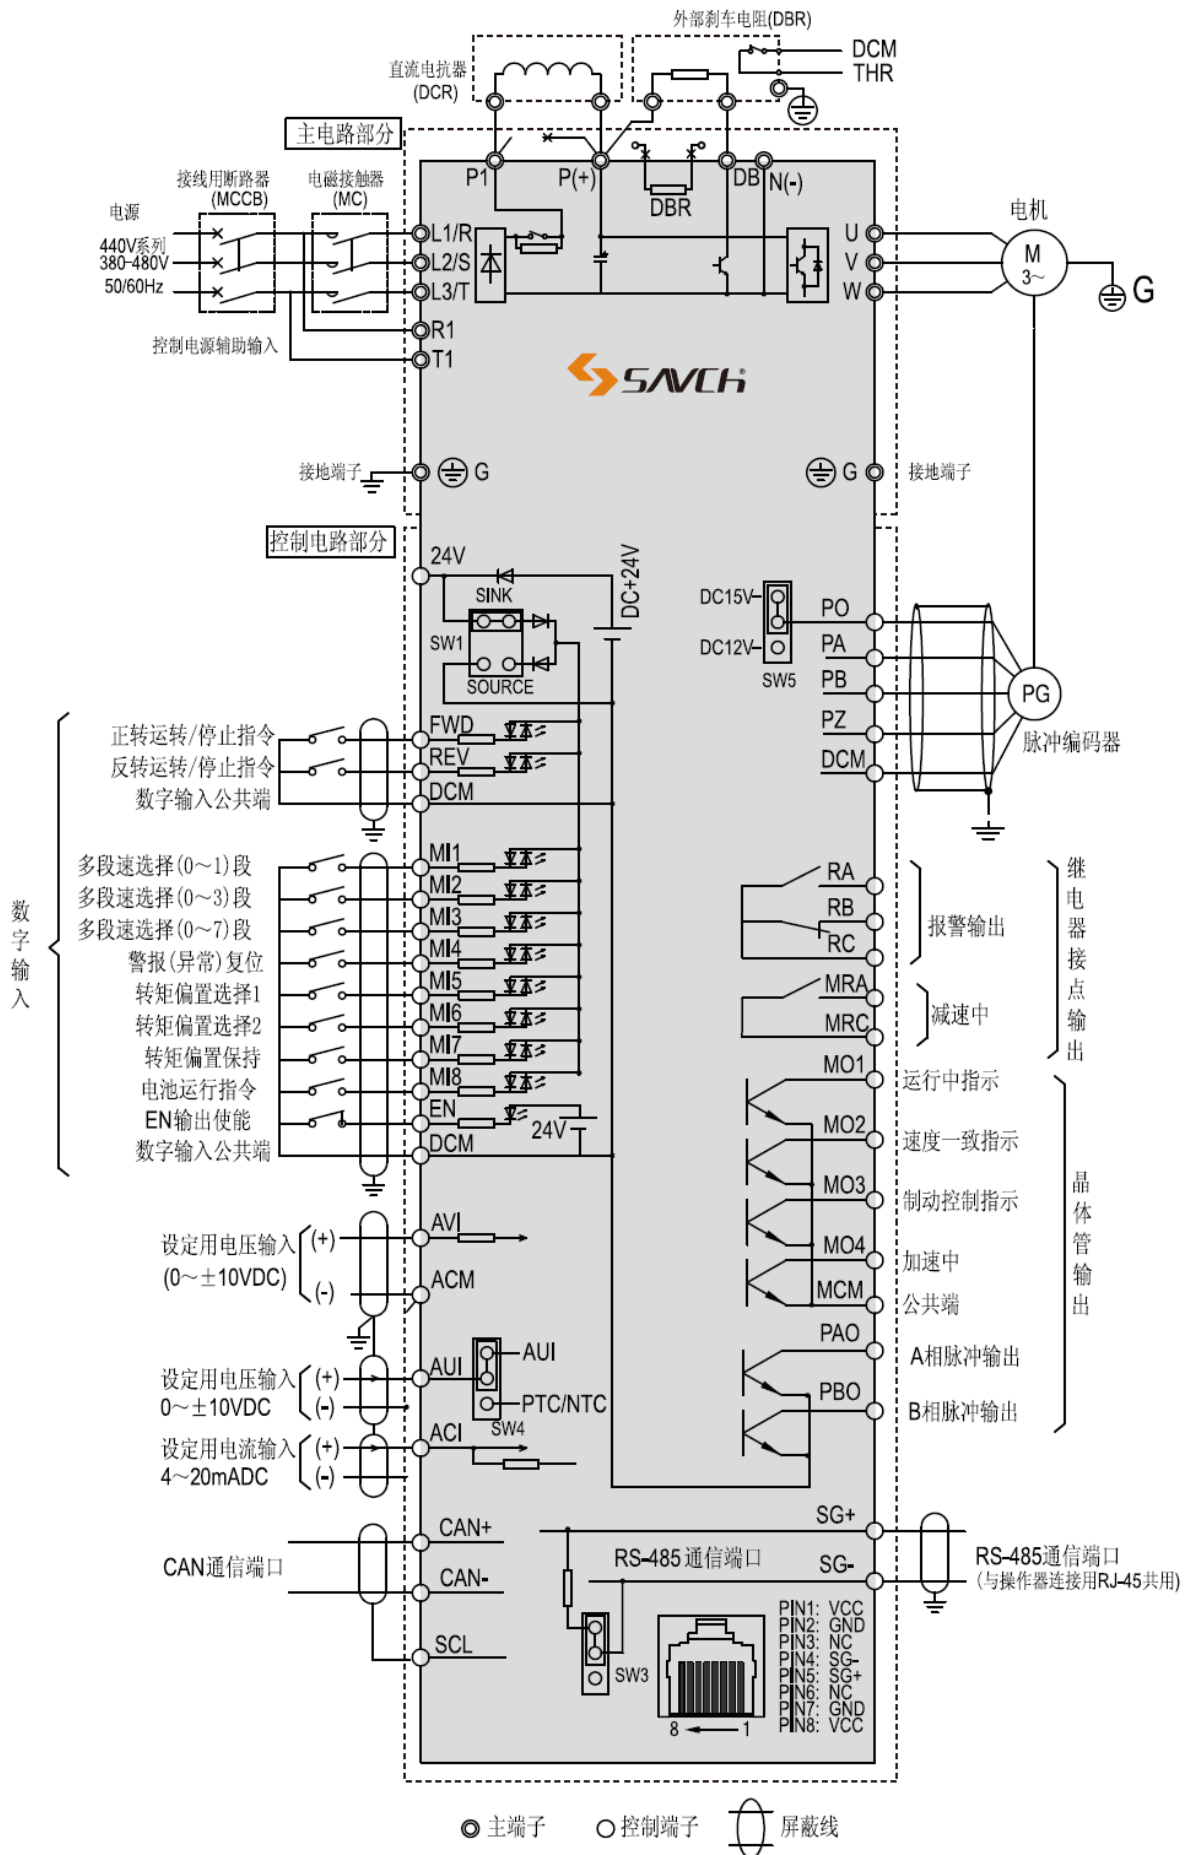 外部刹车电阻(DBR)
DCM
THR
直流电抗器
(DCR)
主电路部分
P1
P(+)
DBR
DB
N(-)
接线用断路器
(MCCB)
电磁接触器
(MC)
电源
440V系列
380-480V
50/60Hz
L1/R
L2/S
L3/T
R1
T1
控制电源辅助输入
U
V
W
电机
M
3~
G
SAVCH
接地端子
G
G
接地端子
控制电路部分
24V
SINK
SW1
SOURCE
DC+24V
DC15V
DC12V
SW5
PO
PA
PB
PZ
DCM
PG
脉冲编码器
数字输入
正转运转/停止指令
FWD
反转运转/停止指令
REV
数字输入公共端
DCM
多段速选择(0～1)段
MI1
多段速选择(0～3)段
MI2
多段速选择(0～7)段
MI3
警报(异常)复位
MI4
转矩偏置选择1
MI5
转矩偏置选择2
MI6
转矩偏置保持
MI7
电池运行指令
MI8
EN输出使能
EN
24V
数字输入公共端
DCM
RA
RB
RC
报警输出
MRA
MRC
减速中
继电器接点输出
MO1
运行中指示
MO2
速度一致指示
MO3
制动控制指示
MO4
加速中
MCM
公共端
PAO
A相脉冲输出
PBO
B相脉冲输出
晶体管输出
设定用电压输入
(0～±10VDC)
(+)
(-)
AVI
ACM
设定用电压输入
0～±10VDC
(+)
(-)
AUI
AUI
PTC/NTC
SW4
设定用电流输入
4～20mADC
(+)
(-)
ACI
CAN通信端口
CAN+
CAN-
SCL
SG+
RS-485通信端口
SG-
RS-485通信端口
(与操作器连接用RJ-45共用)
SW3
8
1
PIN1: VCC
PIN2: GND
PIN3: NC
PIN4: SG-
PIN5: SG+
PIN6: NC
PIN7: GND
PIN8: VCC
主端子
控制端子
屏蔽线